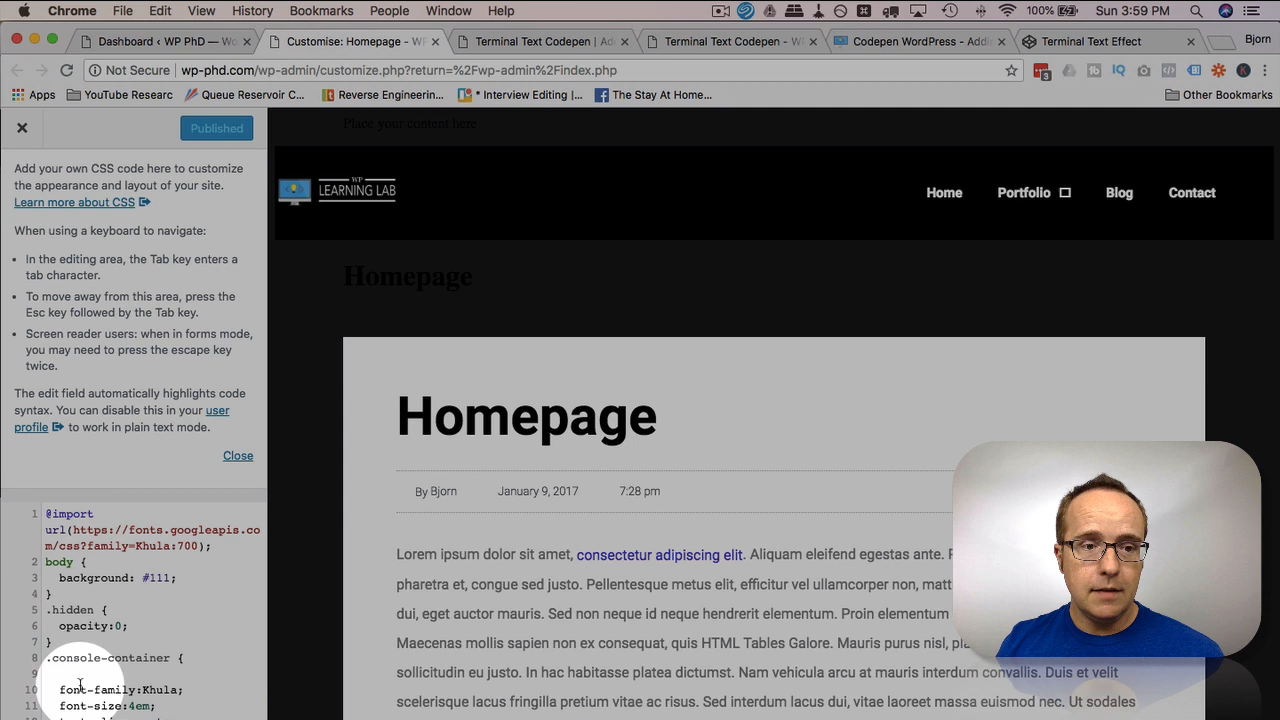 Chrome File Edit View History Bookmarks People Window Help 100% Sun 3:59 PM
Dashboard ‹ WP PhD — Wo × Customise: Homepage - WP × Terminal Text Codepen | Ad × Terminal Text Codepen - WP × Codepen WordPress - Addi × Terminal Text Effect × Bjorn
Not Secure | wp-phd.com/wp-admin/customize.php?return=%2Fwp-admin%2Findex.php
Apps YouTube Researc Queue Reservoir C... Reverse Engineerin... * Interview Editing |... The Stay At Home... Other Bookmarks
Published
Add your own CSS code here to customize
the appearance and layout of your site.
Learn more about CSS
When using a keyboard to navigate:
• In the editing area, the Tab key enters a
tab character.
• To move away from this area, press the
Esc key followed by the Tab key.
• Screen reader users: when in forms mode,
you may need to press the escape key
twice.
The edit field automatically highlights code
syntax. You can disable this in your user
profile to work in plain text mode.
Close
1 @import
url(https://fonts.googleapis.co
m/css?family=Khula:700);
2 body {
3 background: #111;
4 }
5 .hidden {
6 opacity:0;
7 }
8 .console-container {
9
10 font-family:Khula;
11 font-size:4em;
Place your content here
WP
LEARNING LAB
Home Portfolio Blog Contact
Homepage
Homepage
By Bjorn January 9, 2017 7:28 pm
Lorem ipsum dolor sit amet, consectetur adipiscing elit. Aliquam eleifend egestas ante.
pharetra et, congue sed justo. Pellentesque metus elit, efficitur vel ullamcorper non,
dui, eget auctor mauris. Sed non neque id neque hendrerit elementum. Proin elementum
Maecenas mollis sapien non ex consequat, quis HTML Tables Galore. Mauris purus nisl,
sollicitudin eu justo. In hac habitasse platea dictumst. Nam vehicula arcu at mauris interdum convallis. Duis et velit
scelerisque lacus fringilla pretium vitae ac risus. Sed interdum lacus dui, vitae laoreet massa euismod nec. Ut sodales